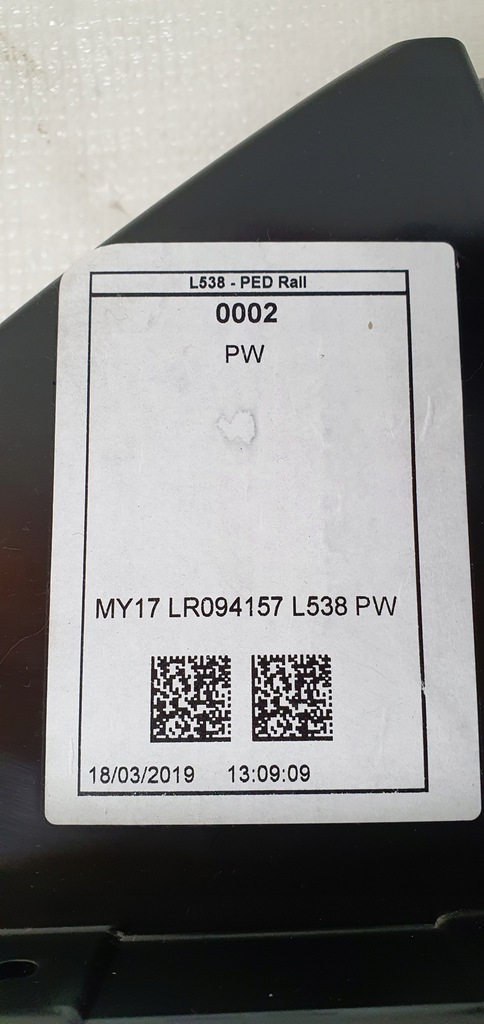 L538 - PED Rail
0002
PW
MY17 LR094157 L538 PW
18/03/2019 13:09:09